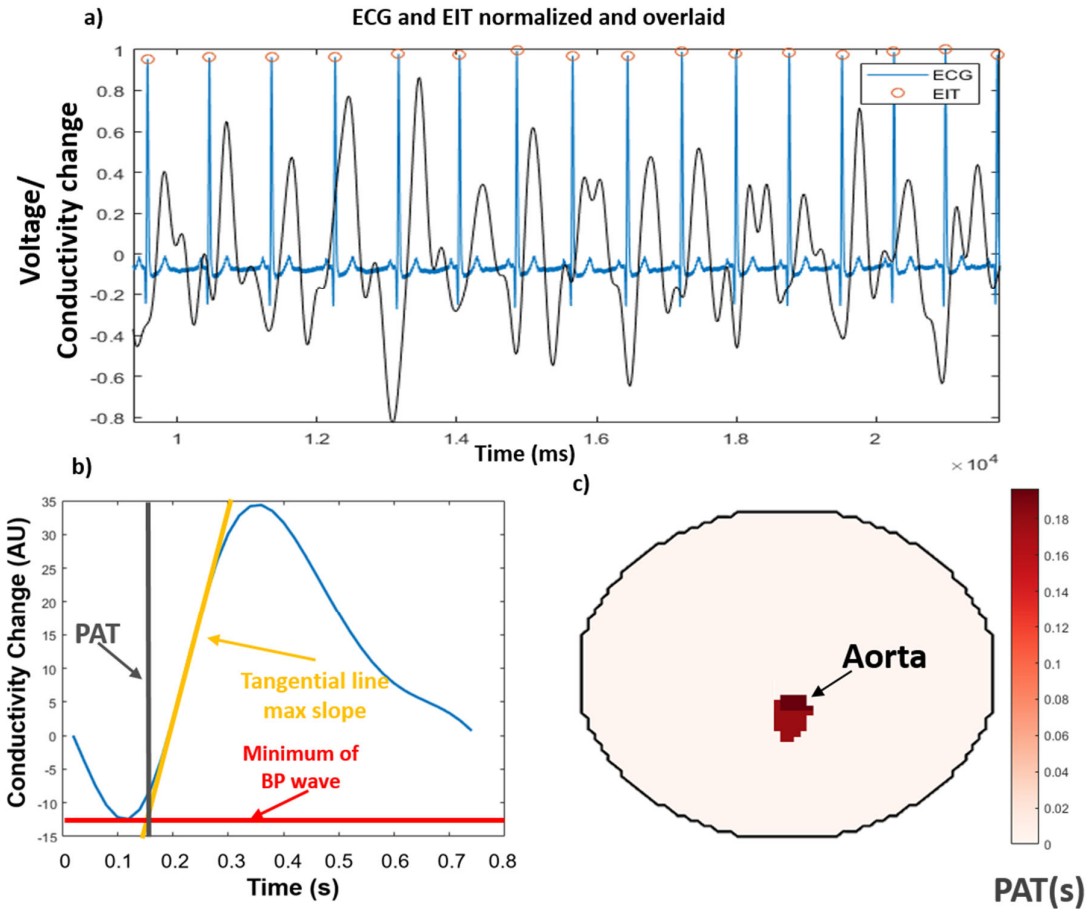 a)
ECG and EIT normalized and overlaid
Voltage/
Conductivity change
1
0.8
0.6
0.4
0.2
0
-0.2
-0.4
-0.6
-0.8
ECG
EIT
1
1.2
1.4
1.6
1.8
2
Time (ms)
× 10^4
b)
Conductivity Change (AU)
35
30
25
20
15
10
5
0
-5
-10
-15
PAT
Tangential line
max slope
Minimum of
BP wave
0
0.1
0.2
0.3
0.4
0.5
0.6
0.7
0.8
Time (s)
c)
Aorta
0.18
0.16
0.14
0.12
0.1
0.08
0.06
0.04
0.02
0
PAT(s)